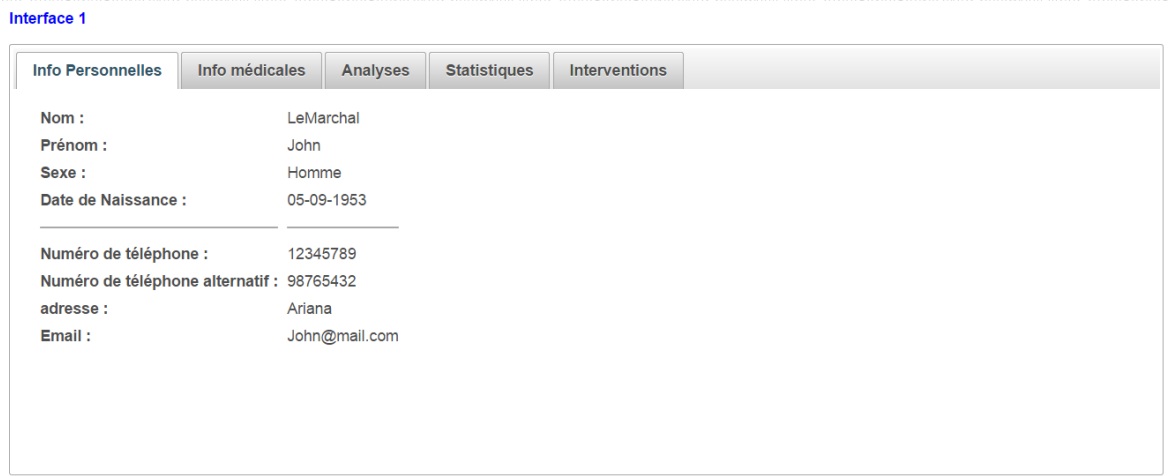 Interface 1
Info Personnelles Info médicales Analyses Statistiques Interventions
Nom : LeMarchal
Prénom : John
Sexe : Homme
Date de Naissance : 05-09-1953
Numéro de téléphone : 12345789
Numéro de téléphone alternatif : 98765432
adresse : Ariana
Email : John@mail.com